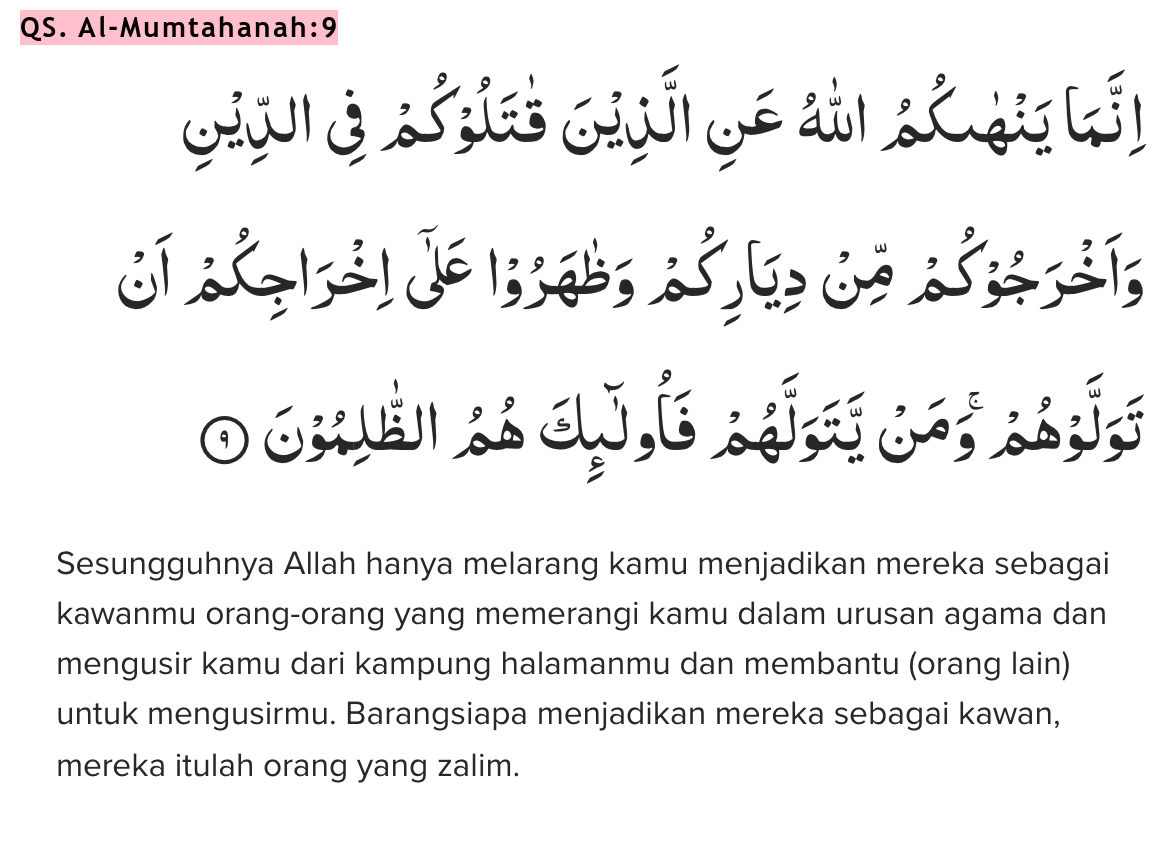 QS. Al-Mumtahanah:9
اِنَّمَا يَنْهٰىكُمُ اللّٰهُ عَنِ الَّذِيْنَ قٰتَلُوْكُمْ فِى الدِّيْنِ
وَاَخْرَجُوْكُمْ مِّنْ دِيَارِكُمْ وَظٰهَرُوْا عَلٰٓى اِخْرَاجِكُمْ اَنْ
تَوَلَّوْهُمْۚ وَمَنْ يَّتَوَلَّهُمْ فَاُولٰۤىِٕكَ هُمُ الظّٰلِمُوْنَ ٩
Sesungguhnya Allah hanya melarang kamu menjadikan mereka sebagai
kawanmu orang-orang yang memerangi kamu dalam urusan agama dan
mengusir kamu dari kampung halamanmu dan membantu (orang lain)
untuk mengusirmu. Barangsiapa menjadikan mereka sebagai kawan,
mereka itulah orang yang zalim.